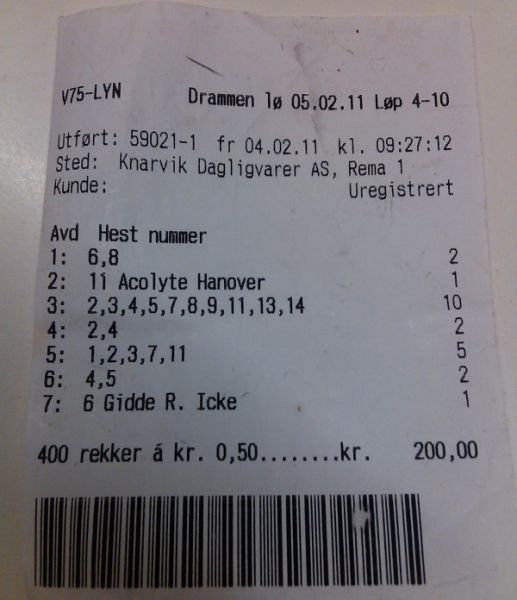 V75-LYN Drammen lø 05.02.11 Løp 4-10
Utført: 59021-1 fr 04.02.11 kl. 09:27:12
Sted: Knarvik Dagligvarer AS, Rema 1
Kunde: Uregistrert
Avd Hest nummer
1: 6,8 2
2: 11 Acolyte Hanover 1
3: 2,3,4,5,7,8,9,11,13,14 10
4: 2,4 2
5: 1,2,3,7,11 5
6: 4,5 2
7: 6 Gidde R. Icke 1
400 rekker á kr. 0,50........kr. 200,00